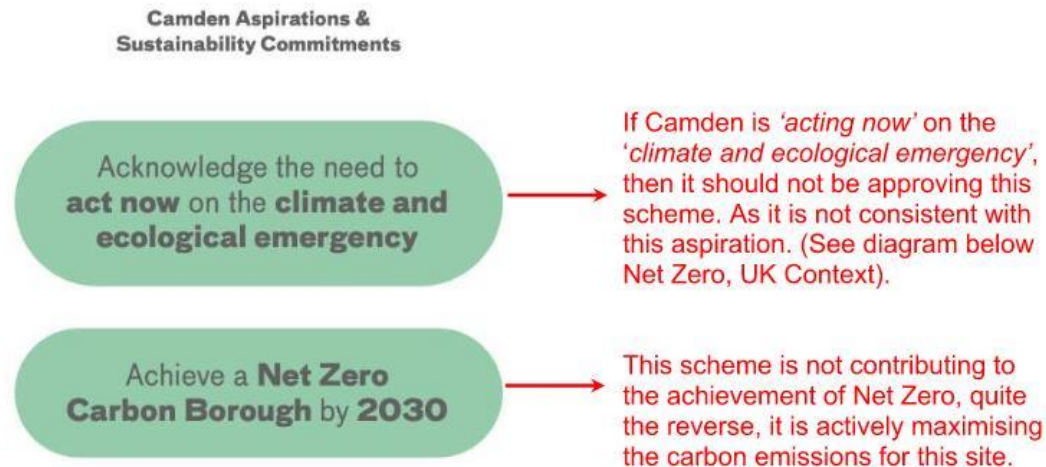 Camden Aspirations &
Sustainability Commitments
Acknowledge the need to
act now on the climate and
ecological emergency
If Camden is ‘acting now’ on the
‘climate and ecological emergency’,
then it should not be approving this
scheme. As it is not consistent with
this aspiration. (See diagram below
Net Zero, UK Context).
Achieve a Net Zero
Carbon Borough by 2030
This scheme is not contributing to
the achievement of Net Zero, quite
the reverse, it is actively maximising
the carbon emissions for this site.